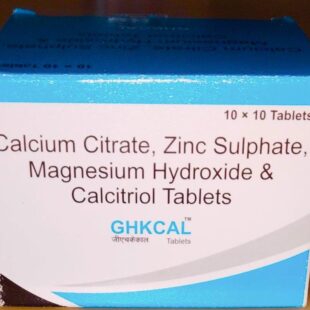 10 × 10 Tablets
Calcium Citrate, Zinc Sulphate,
Magnesium Hydroxide &
Calcitriol Tablets
GHKCAL™
जीएचकेकाल Tablets